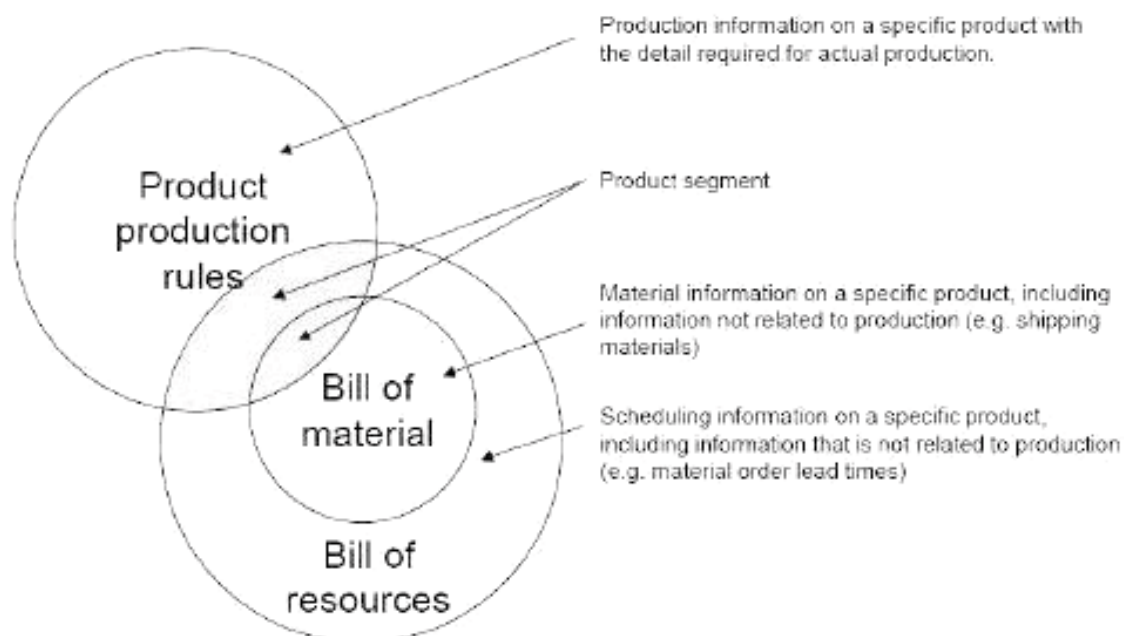 Production information on a specific product with
the detail required for actual production.
Product
production
rules
Product segment
Material information on a specific product, including
information not related to production (e.g. shipping
materials)
Bill of
material
Scheduling information on a specific product,
including information that is not related to production
(e.g. material order lead times)
Bill of
resources